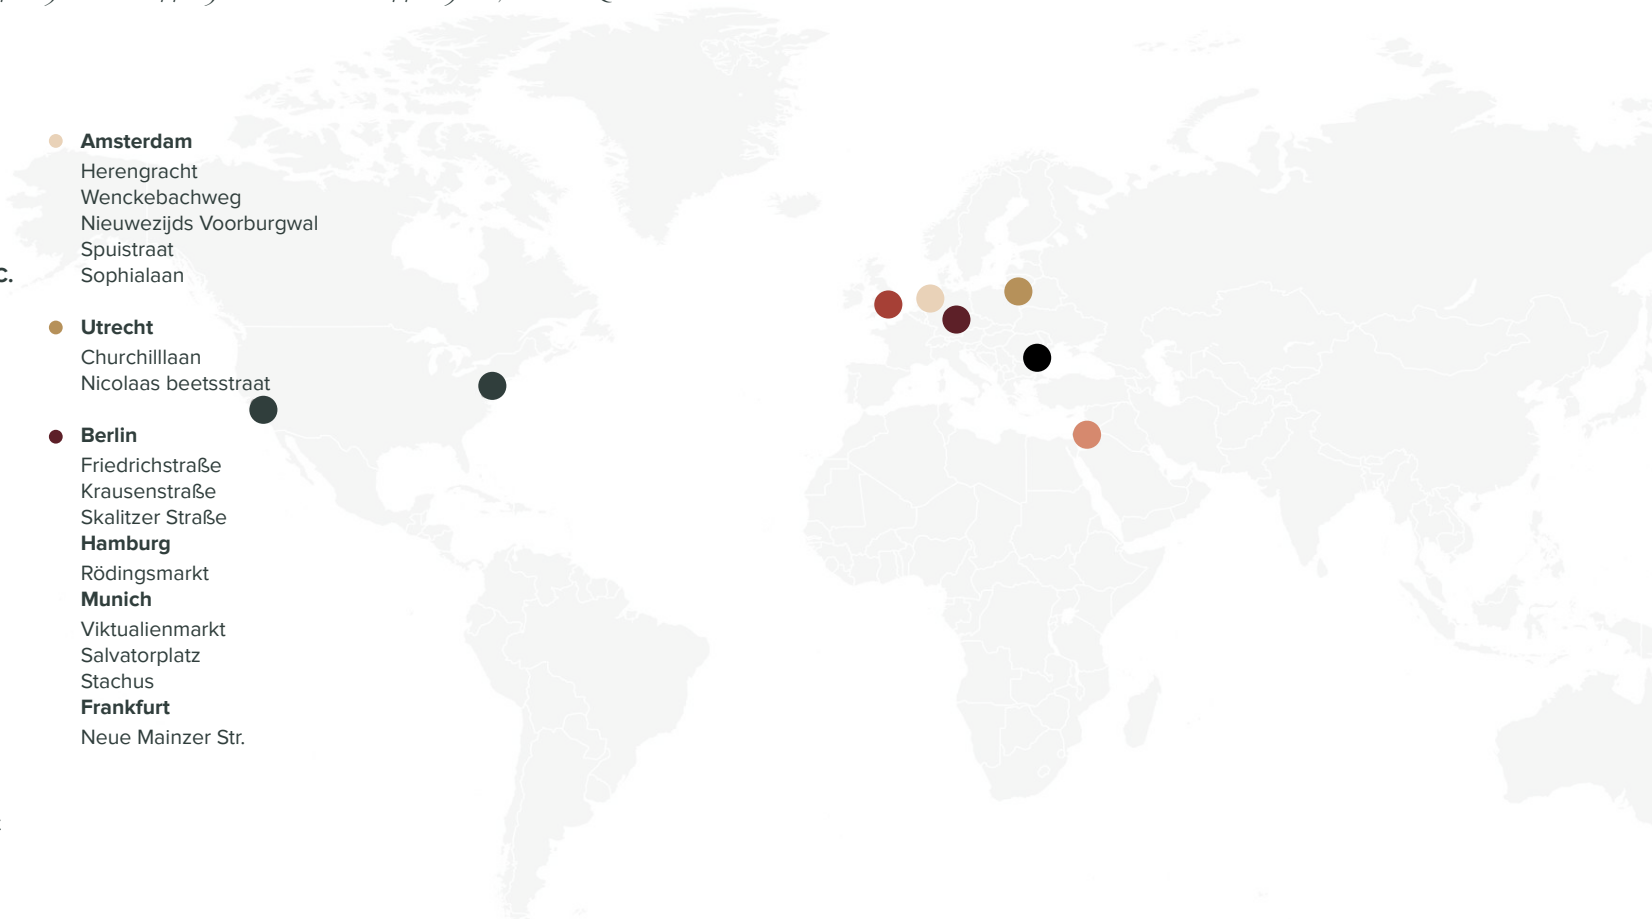 C.
Amsterdam
Herengracht
Wenckebachweg
Nieuwezijds Voorburgwal
Spuistraat
Sophialaan
Utrecht
Churchilllaan
Nicolaas beetsstraat
Berlin
Friedrichstraße
Krausenstraße
Skalitzer Straße
Hamburg
Rödingsmarkt
Munich
Viktualienmarkt
Salvatorplatz
Stachus
Frankfurt
Neue Mainzer Str.